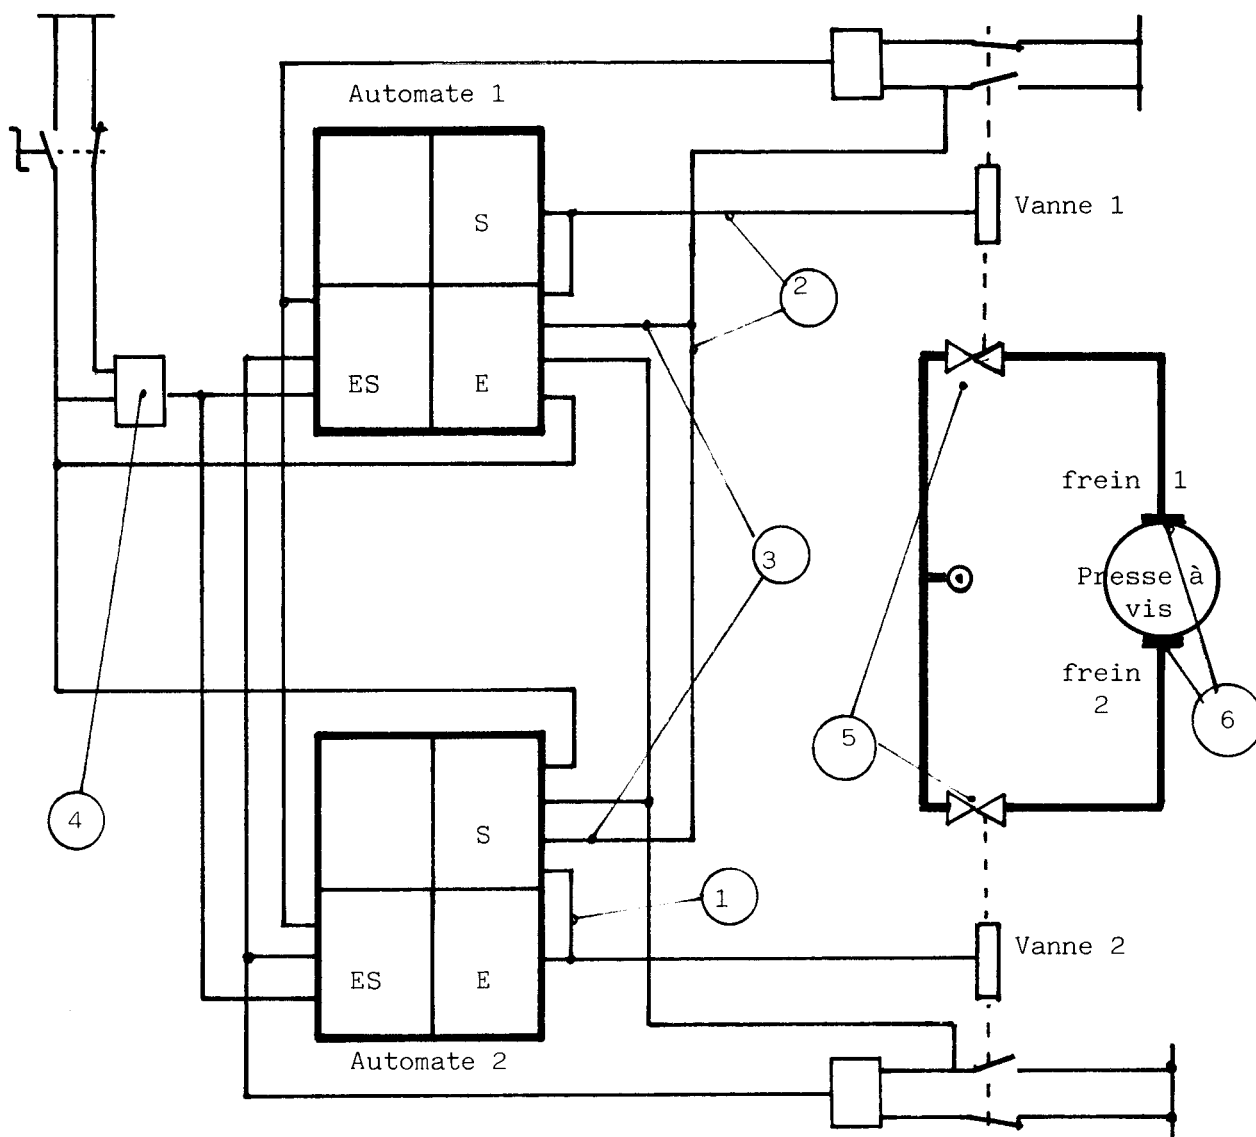 Automate 1
S
ES
E
Vanne 1
2
3
frein 1
Presse à
vis
frein
2
6
5
4
S
1
ES
E
Automate 2
Vanne 2